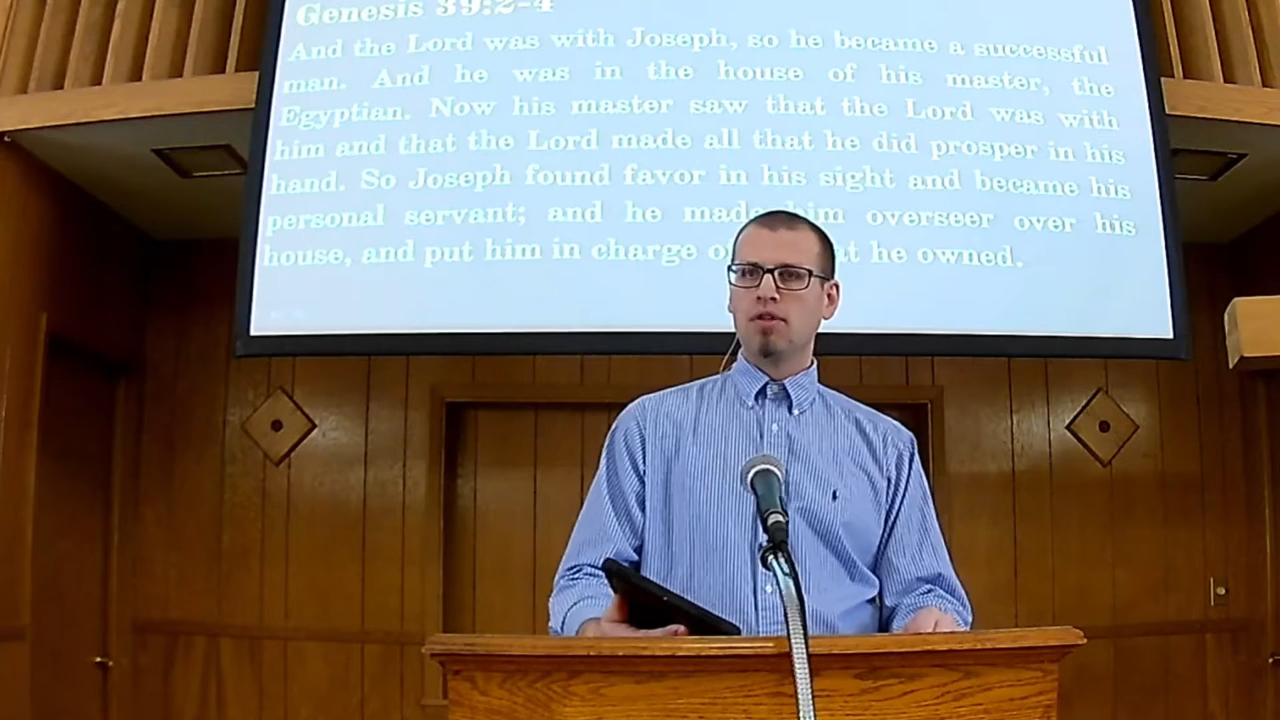 Genesis 39:2-4
And the Lord was with Joseph, so he became a successful
man. And he was in the house of his master, the
Egyptian. Now his master saw that the Lord was with
him and that the Lord made all that he did prosper in his
hand. So Joseph found favor in his sight and became his
personal servant; and he made him overseer over his
house, and put him in charge at he owned.